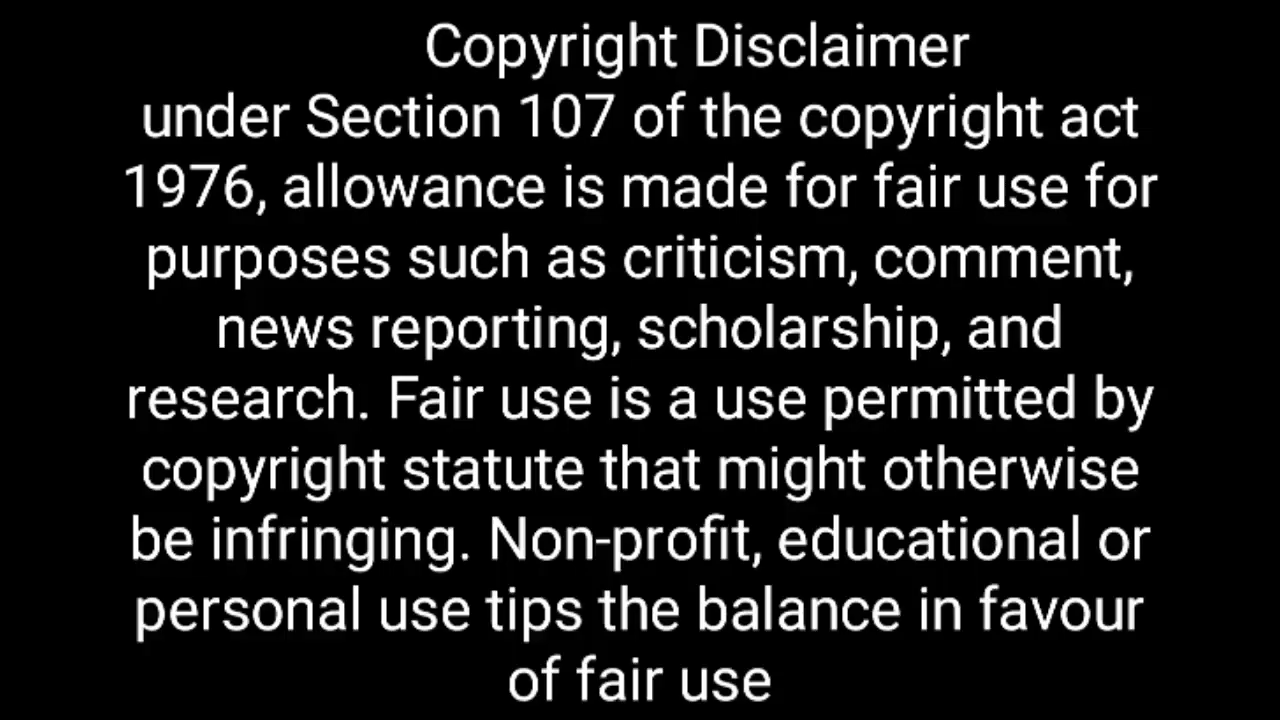 Copyright Disclaimer
under Section 107 of the copyright act
1976, allowance is made for fair use for
purposes such as criticism, comment,
news reporting, scholarship, and
research. Fair use is a use permitted by
copyright statute that might otherwise
be infringing. Non-profit, educational or
personal use tips the balance in favour
of fair use